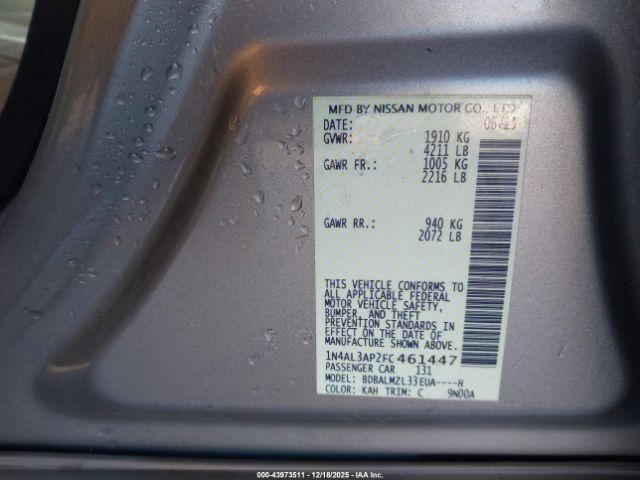 MFD BY NISSAN MOTOR CO., LTD.
DATE: 06/15
GVWR: 1910 KG
4211 LB
GAWR FR.: 1005 KG
2216 LB
GAWR RR.: 940 KG
2072 LB
THIS VEHICLE CONFORMS TO
ALL APPLICABLE FEDERAL
MOTOR VEHICLE SAFETY,
BUMPER, AND THEFT
PREVENTION STANDARDS IN
EFFECT ON THE DATE OF
MANUFACTURE SHOWN ABOVE.
1N4AL3AP2FC461447
PASSENGER CAR 131
MODEL: BDBALMZL33EUA----H
COLOR: KAH TRIM: C 9N00A
000-43973511 - 12/18/2025 - IAA Inc.